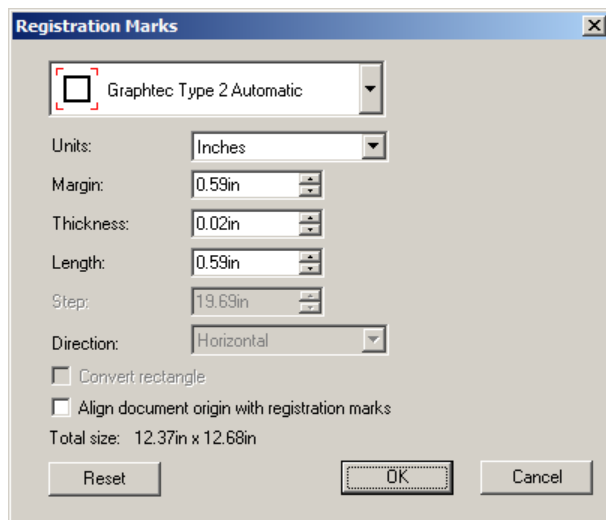 Registration Marks
Graphtec Type 2 Automatic
Units: Inches
Margin: 0.59in
Thickness: 0.02in
Length: 0.59in
Step: 19.69in
Direction: Horizontal
Convert rectangle
Align document origin with registration marks
Total size: 12.37in x 12.68in
Reset OK Cancel